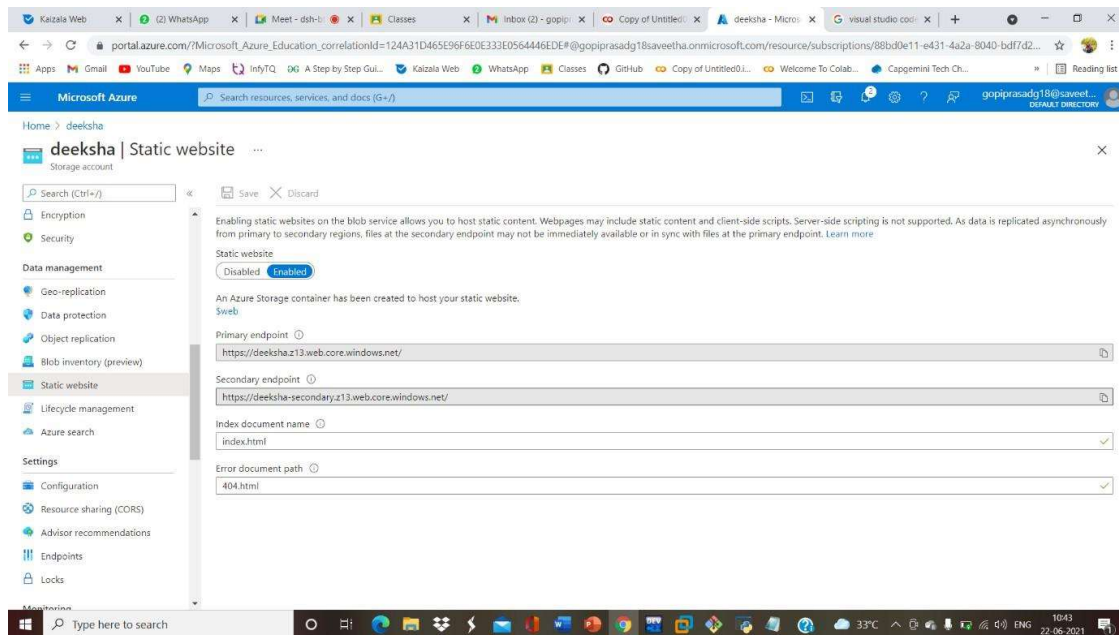 Kaizala Web
(2) WhatsApp
Meet - dsh-b
Classes
Inbox (2) - gopip
Copy of Untitled
deeksha - Micros
visual studio cod
portal.azure.com/?Microsoft_Azure_Education_correlationId=124A31D465E96F6E0E333E0564446EDE#@gopiprasadg18saveetha.onmicrosoft.com/resource/subscriptions/88bd0e11-e431-4a2a-8040-bdf7d2...
Apps Gmail YouTube Maps InfyTQ A Step by Step Gui... Kaizala Web WhatsApp Classes GitHub Copy of Untitled0.i... Welcome To Colab... Capgemini Tech Ch... » Reading list
Microsoft Azure
Search resources, services, and docs (G+/)
2
gopiprasadg18@saveet...
DEFAULT DIRECTORY
Home > deeksha
deeksha | Static website ...
Storage account
Search (Ctrl+/)
«
Save Discard
Encryption
Security
Data management
Geo-replication
Data protection
Object replication
Blob inventory (preview)
Static website
Lifecycle management
Azure search
Settings
Configuration
Resource sharing (CORS)
Advisor recommendations
Endpoints
Locks
Monitoring
Enabling static websites on the blob service allows you to host static content. Webpages may include static content and client-side scripts. Server-side scripting is not supported. As data is replicated asynchronously
from primary to secondary regions, files at the secondary endpoint may not be immediately available or in sync with files at the primary endpoint. Learn more
Static website
Disabled Enabled
An Azure Storage container has been created to host your static website.
$web
Primary endpoint
https://deeksha.z13.web.core.windows.net/
Secondary endpoint
https://deeksha-secondary.z13.web.core.windows.net/
Index document name
index.html
Error document path
404.html
Type here to search
33°C
ENG
10:43
22-06-2021